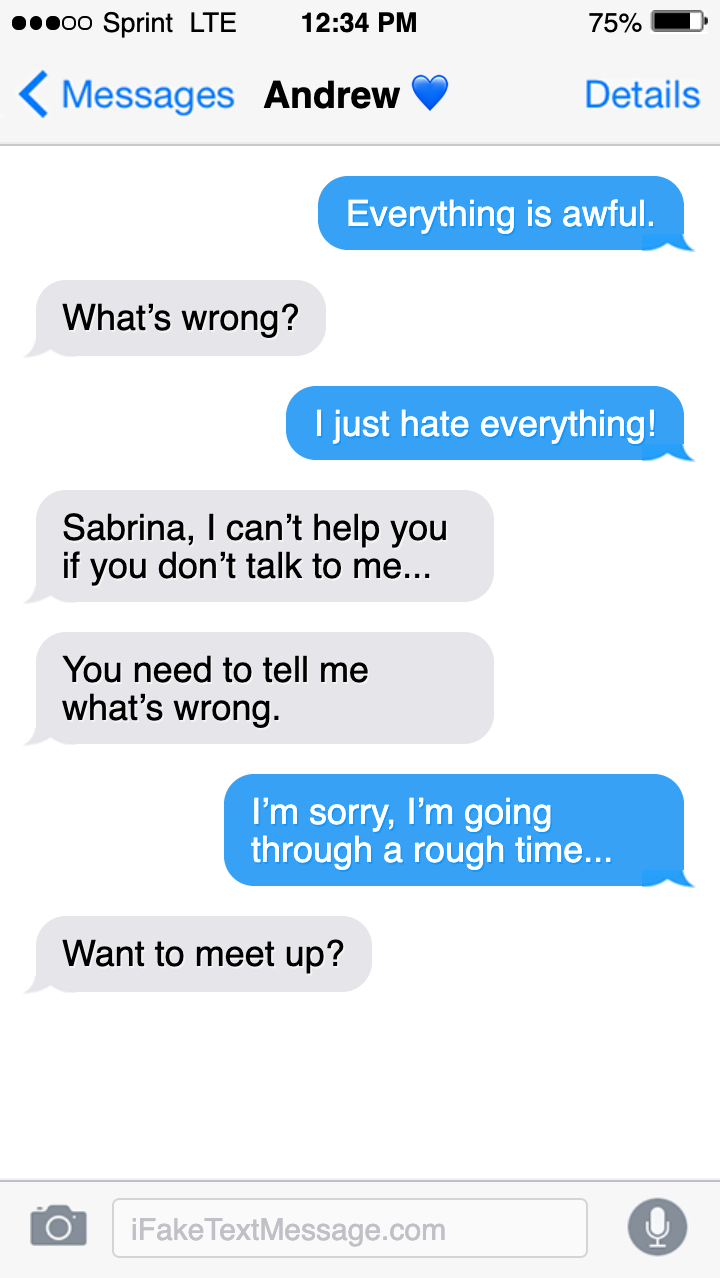 Sprint LTE 12:34 PM 75%
Messages Andrew 💙 Details
Everything is awful.
What’s wrong?
I just hate everything!
Sabrina, I can’t help you
if you don’t talk to me...
You need to tell me
what’s wrong.
I’m sorry, I’m going
through a rough time...
Want to meet up?
iFakeTextMessage.com